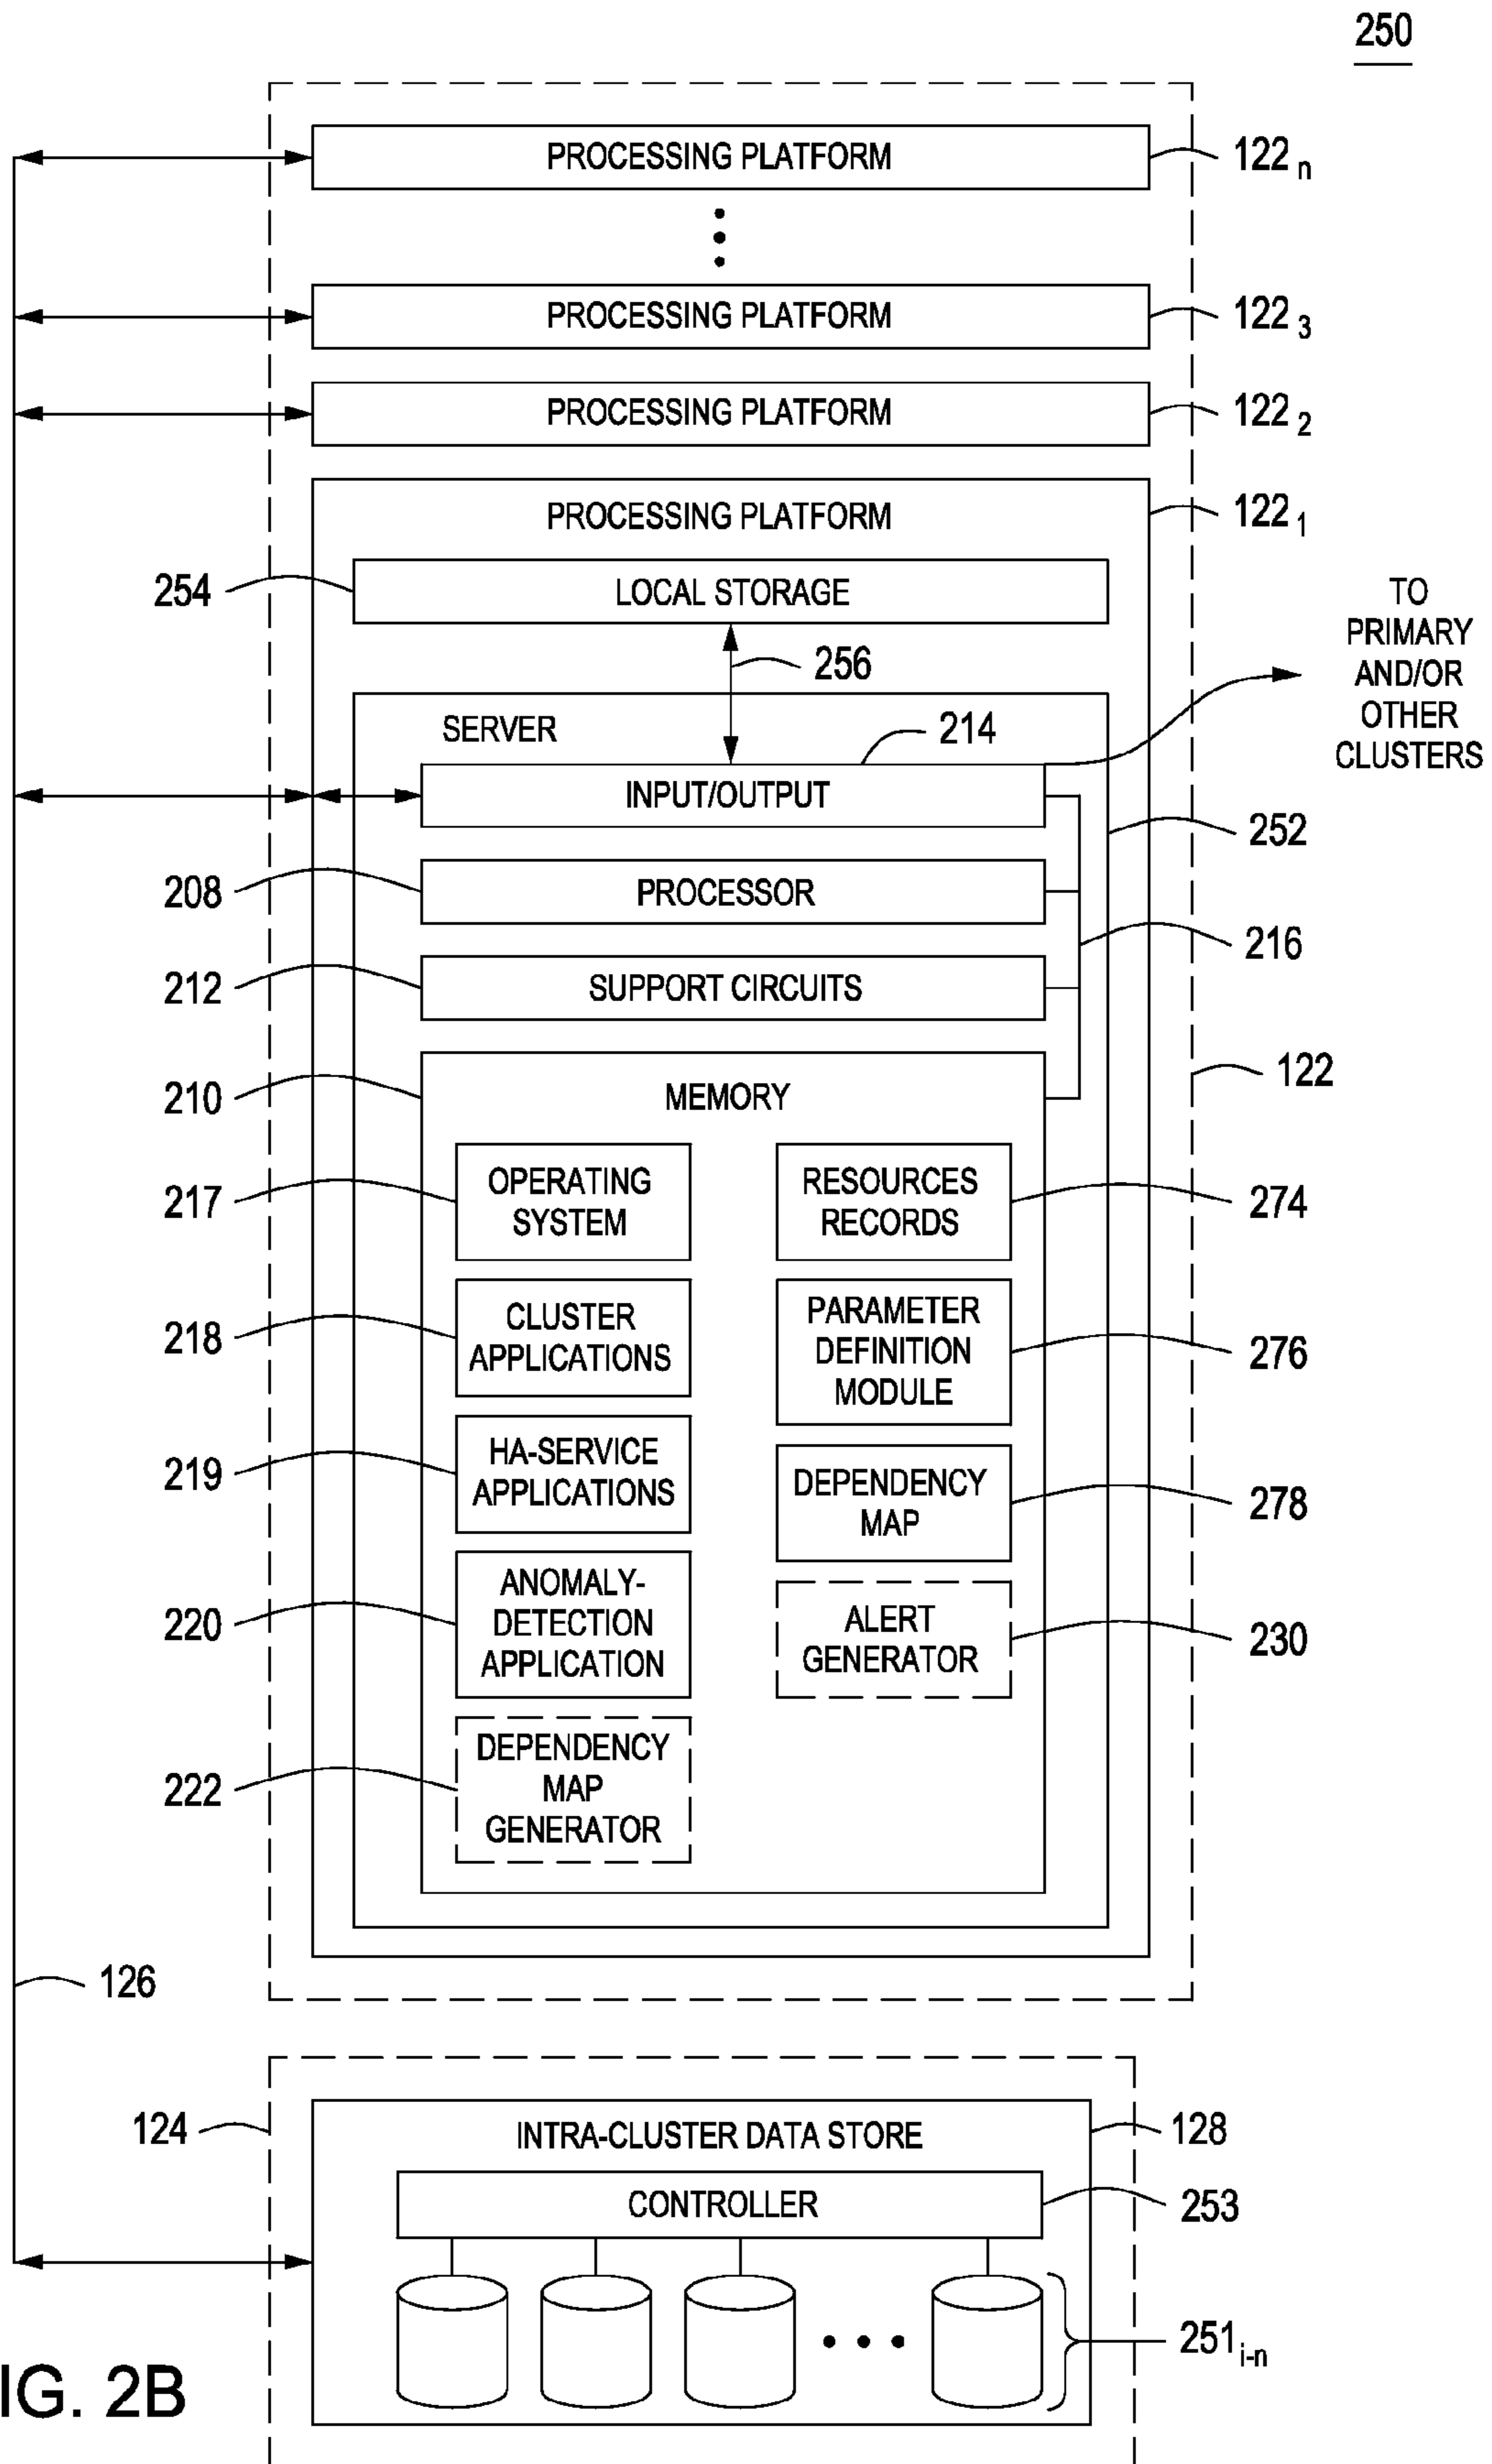 250
PROCESSING PLATFORM
122 n
PROCESSING PLATFORM
122 3
PROCESSING PLATFORM
122 2
PROCESSING PLATFORM
122 1
254
LOCAL STORAGE
TO
PRIMARY
AND/OR
OTHER
CLUSTERS
256
SERVER
214
INPUT/OUTPUT
252
208
PROCESSOR
216
212
SUPPORT CIRCUITS
122
210
MEMORY
217
OPERATING
SYSTEM
RESOURCES
RECORDS
274
218
CLUSTER
APPLICATIONS
PARAMETER
DEFINITION
MODULE
276
219
HA-SERVICE
APPLICATIONS
DEPENDENCY
MAP
278
220
ANOMALY-
DETECTION
APPLICATION
ALERT
GENERATOR
230
222
DEPENDENCY
MAP
GENERATOR
126
124
INTRA-CLUSTER DATA STORE
128
CONTROLLER
253
251 i-n
IG. 2B